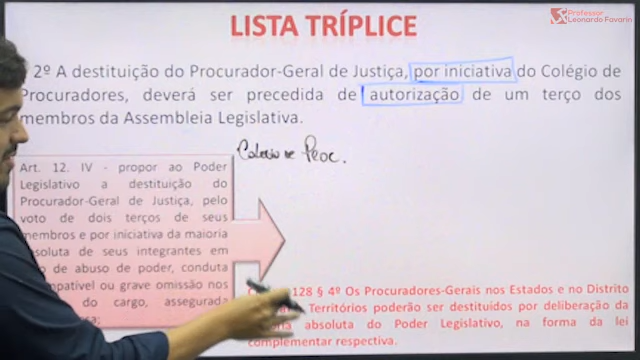 LISTA TRÍPLICE
Professor
Leonardo Favarin
2º A destituição do Procurador-Geral de Justiça, por iniciativa do Colégio de
Procuradores, deverá ser precedida de autorização de um terço dos
membros da Assembleia Legislativa.
Proc.
Art. 12. IV - propor ao Poder
Legislativo a destituição do
Procurador-Geral de Justiça, pelo
voto de dois terços de seus
membros e por iniciativa da maioria
de seus integrantes em
de abuso de poder, conduta
ou grave omissão nos
do cargo, assegurada
128 § 4º Os Procuradores-Gerais nos Estados e no Distrito
Territórios poderão ser destituídos por deliberação da
absoluta do Poder Legislativo, na forma da lei
complementar respectiva.